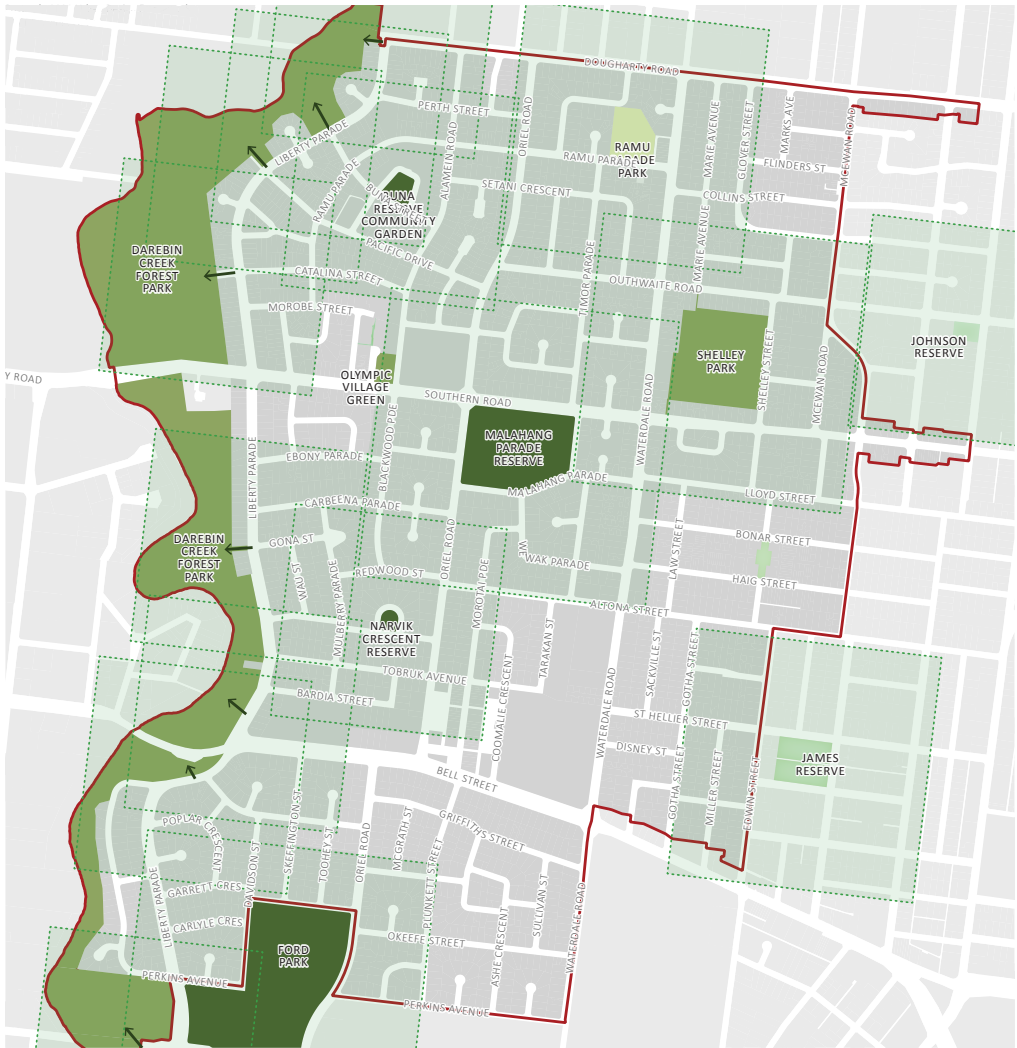 DOUGHARTY ROAD
PERTH STREET
ORIEL ROAD
ALAMEIN ROAD
LIBERTY PARADE
RAMU PARADE
RAMU
PARK
RAMU PARADE
MARIE AVENUE
GLOVER STREET
MARKS AVE
MCEWAN ROAD
FLINDERS ST
COLLINS STREET
SETANI CRESCENT
BUNA
RESERVE
COMMUNITY
GARDEN
PACIFIC DRIVE
MARIE AVENUE
DAREBIN
CREEK
FOREST
PARK
CATALINA STREET
TIMOR PARADE
OUTHWAITE ROAD
MOROBE STREET
JOHNSON
RESERVE
SHELLEY
PARK
SHELLEY STREET
MCEWAN ROAD
Y ROAD
OLYMPIC
VILLAGE
GREEN
SOUTHERN ROAD
WATERDALE ROAD
BLACKWOOD PDE
MALAHANG
PARADE
RESERVE
LIBERTY PARADE
EBONY PARADE
MALAHANG PARADE
LLOYD STREET
CARBEENA PARADE
BONAR STREET
LAW STREET
DAREBIN
CREEK
FOREST
PARK
GONA ST
ORIEL ROAD
WEWAK PARADE
HAIG STREET
WAU ST
MULBERRY PARADE
REDWOOD ST
MOROTAI PDE
ALTONA STREET
NARVIK
CRESCENT
RESERVE
TARAKAN ST
SACKVILLE ST
GOTHA STREET
TOBRUK AVENUE
COOMALIE CRESCENT
WATERDALE ROAD
BARDIA STREET
ST HELLIER STREET
DISNEY ST
JAMES
RESERVE
BELL STREET
GOTHA STREET
MILLER STREET
EDWIN STREET
SKEFFINGTON ST
GRIFFITHS STREET
POPLAR CRESCENT
TOOHEY ST
ORIEL ROAD
MCGRATH ST
PLUNKETT STREET
DAVIDSON ST
GARRETT CRES
LIBERTY PARADE
SULLIVAN ST
CARLYLE CRES
ASHE CRESCENT
WATERDALE ROAD
FORD
PARK
OKEEFE STREET
PERKINS AVENUE
PERKINS AVENUE